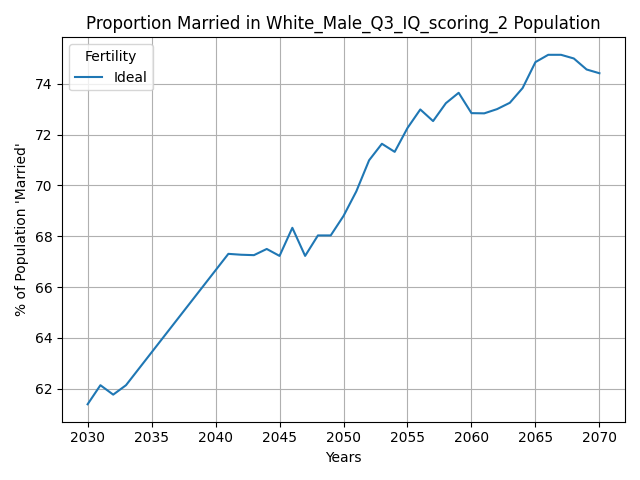 Proportion Married in White_Male_Q3_IQ_scoring_2 Population
Fertility
Ideal
% of Population 'Married'
74
72
70
68
66
64
62
2030 2035 2040 2045 2050 2055 2060 2065 2070
Years